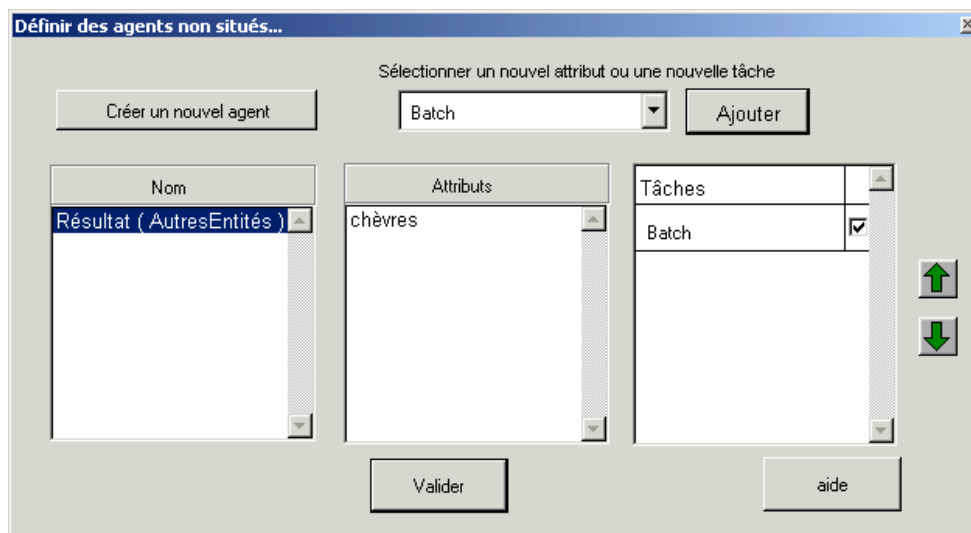 Définir des agents non situés...
Sélectionner un nouvel attribut ou une nouvelle tâche
Créer un nouvel agent
Batch
Ajouter
Nom
Attributs
Tâches
Résultat ( AutresEntités )
chèvres
Batch
Valider
aide